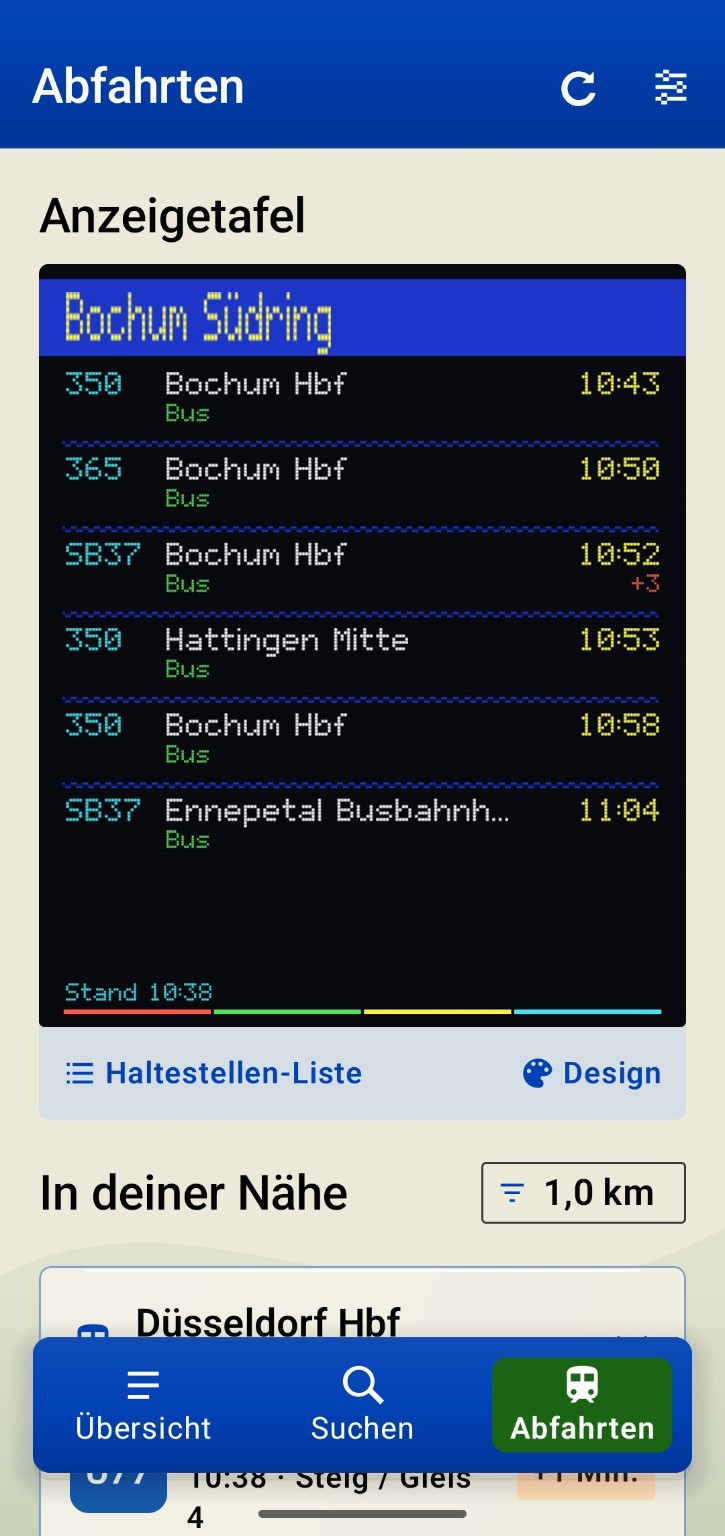 Abfahrten
Anzeigetafel
Bochum Südring
350 Bochum Hbf 10:43
Bus
365 Bochum Hbf 10:50
Bus
SB37 Bochum Hbf 10:52
Bus +3
350 Hattingen Mitte 10:53
Bus
350 Bochum Hbf 10:58
Bus
SB37 Ennepetal Busbahnh... 11:04
Bus
Stand 10:38
Haltestellen-Liste Design
In deiner Nähe 1,0 km
Düsseldorf Hbf
Übersicht Suchen Abfahrten
10:38 · Steig / Gleis
4